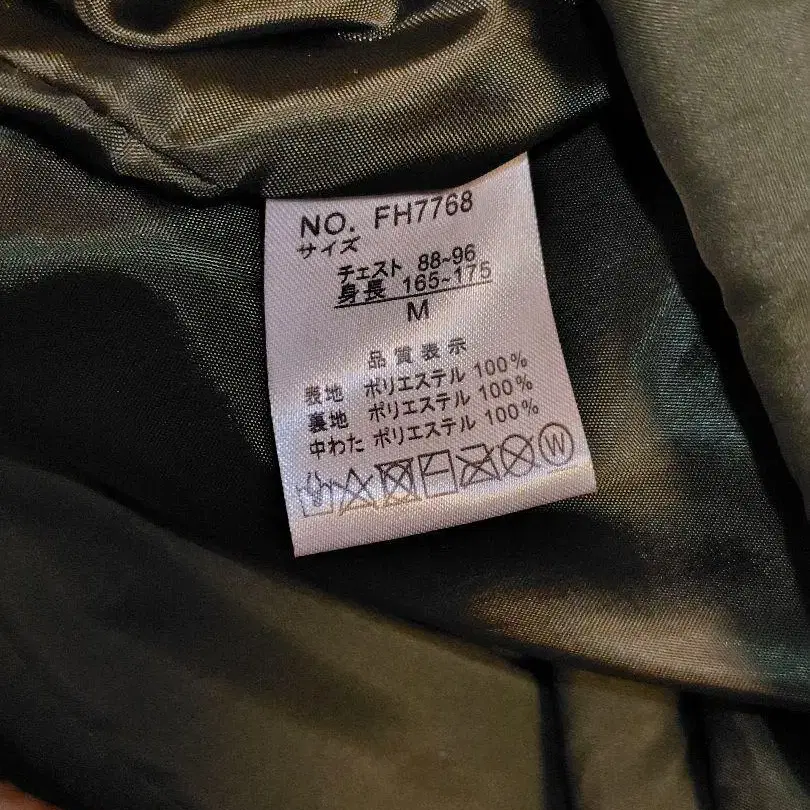 NO. FH7768
サイズ
チェスト 88~96
身長 165~175
M
品質表示
表地 ポリエステル 100%
裏地 ポリエステル 100%
中わた ポリエステル 100%
W